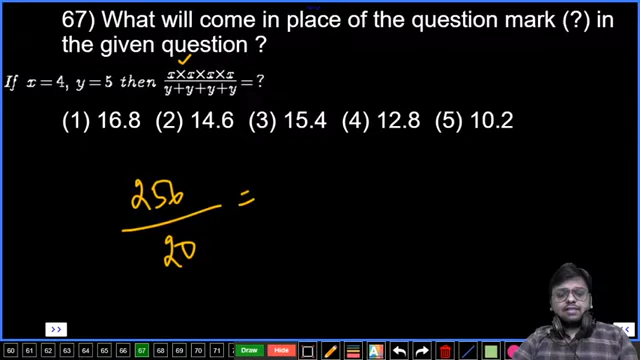 67) What will come in place of the question mark (?) in
the given question ?
If x=4, y=5 then x×x×x×x/y+y+y+y=?
(1) 16.8 (2) 14.6 (3) 15.4 (4) 12.8 (5) 10.2
256/20 =
>> 60 61 62 63 64 65 66 67 68 69 70 71 72 Draw Hide >>